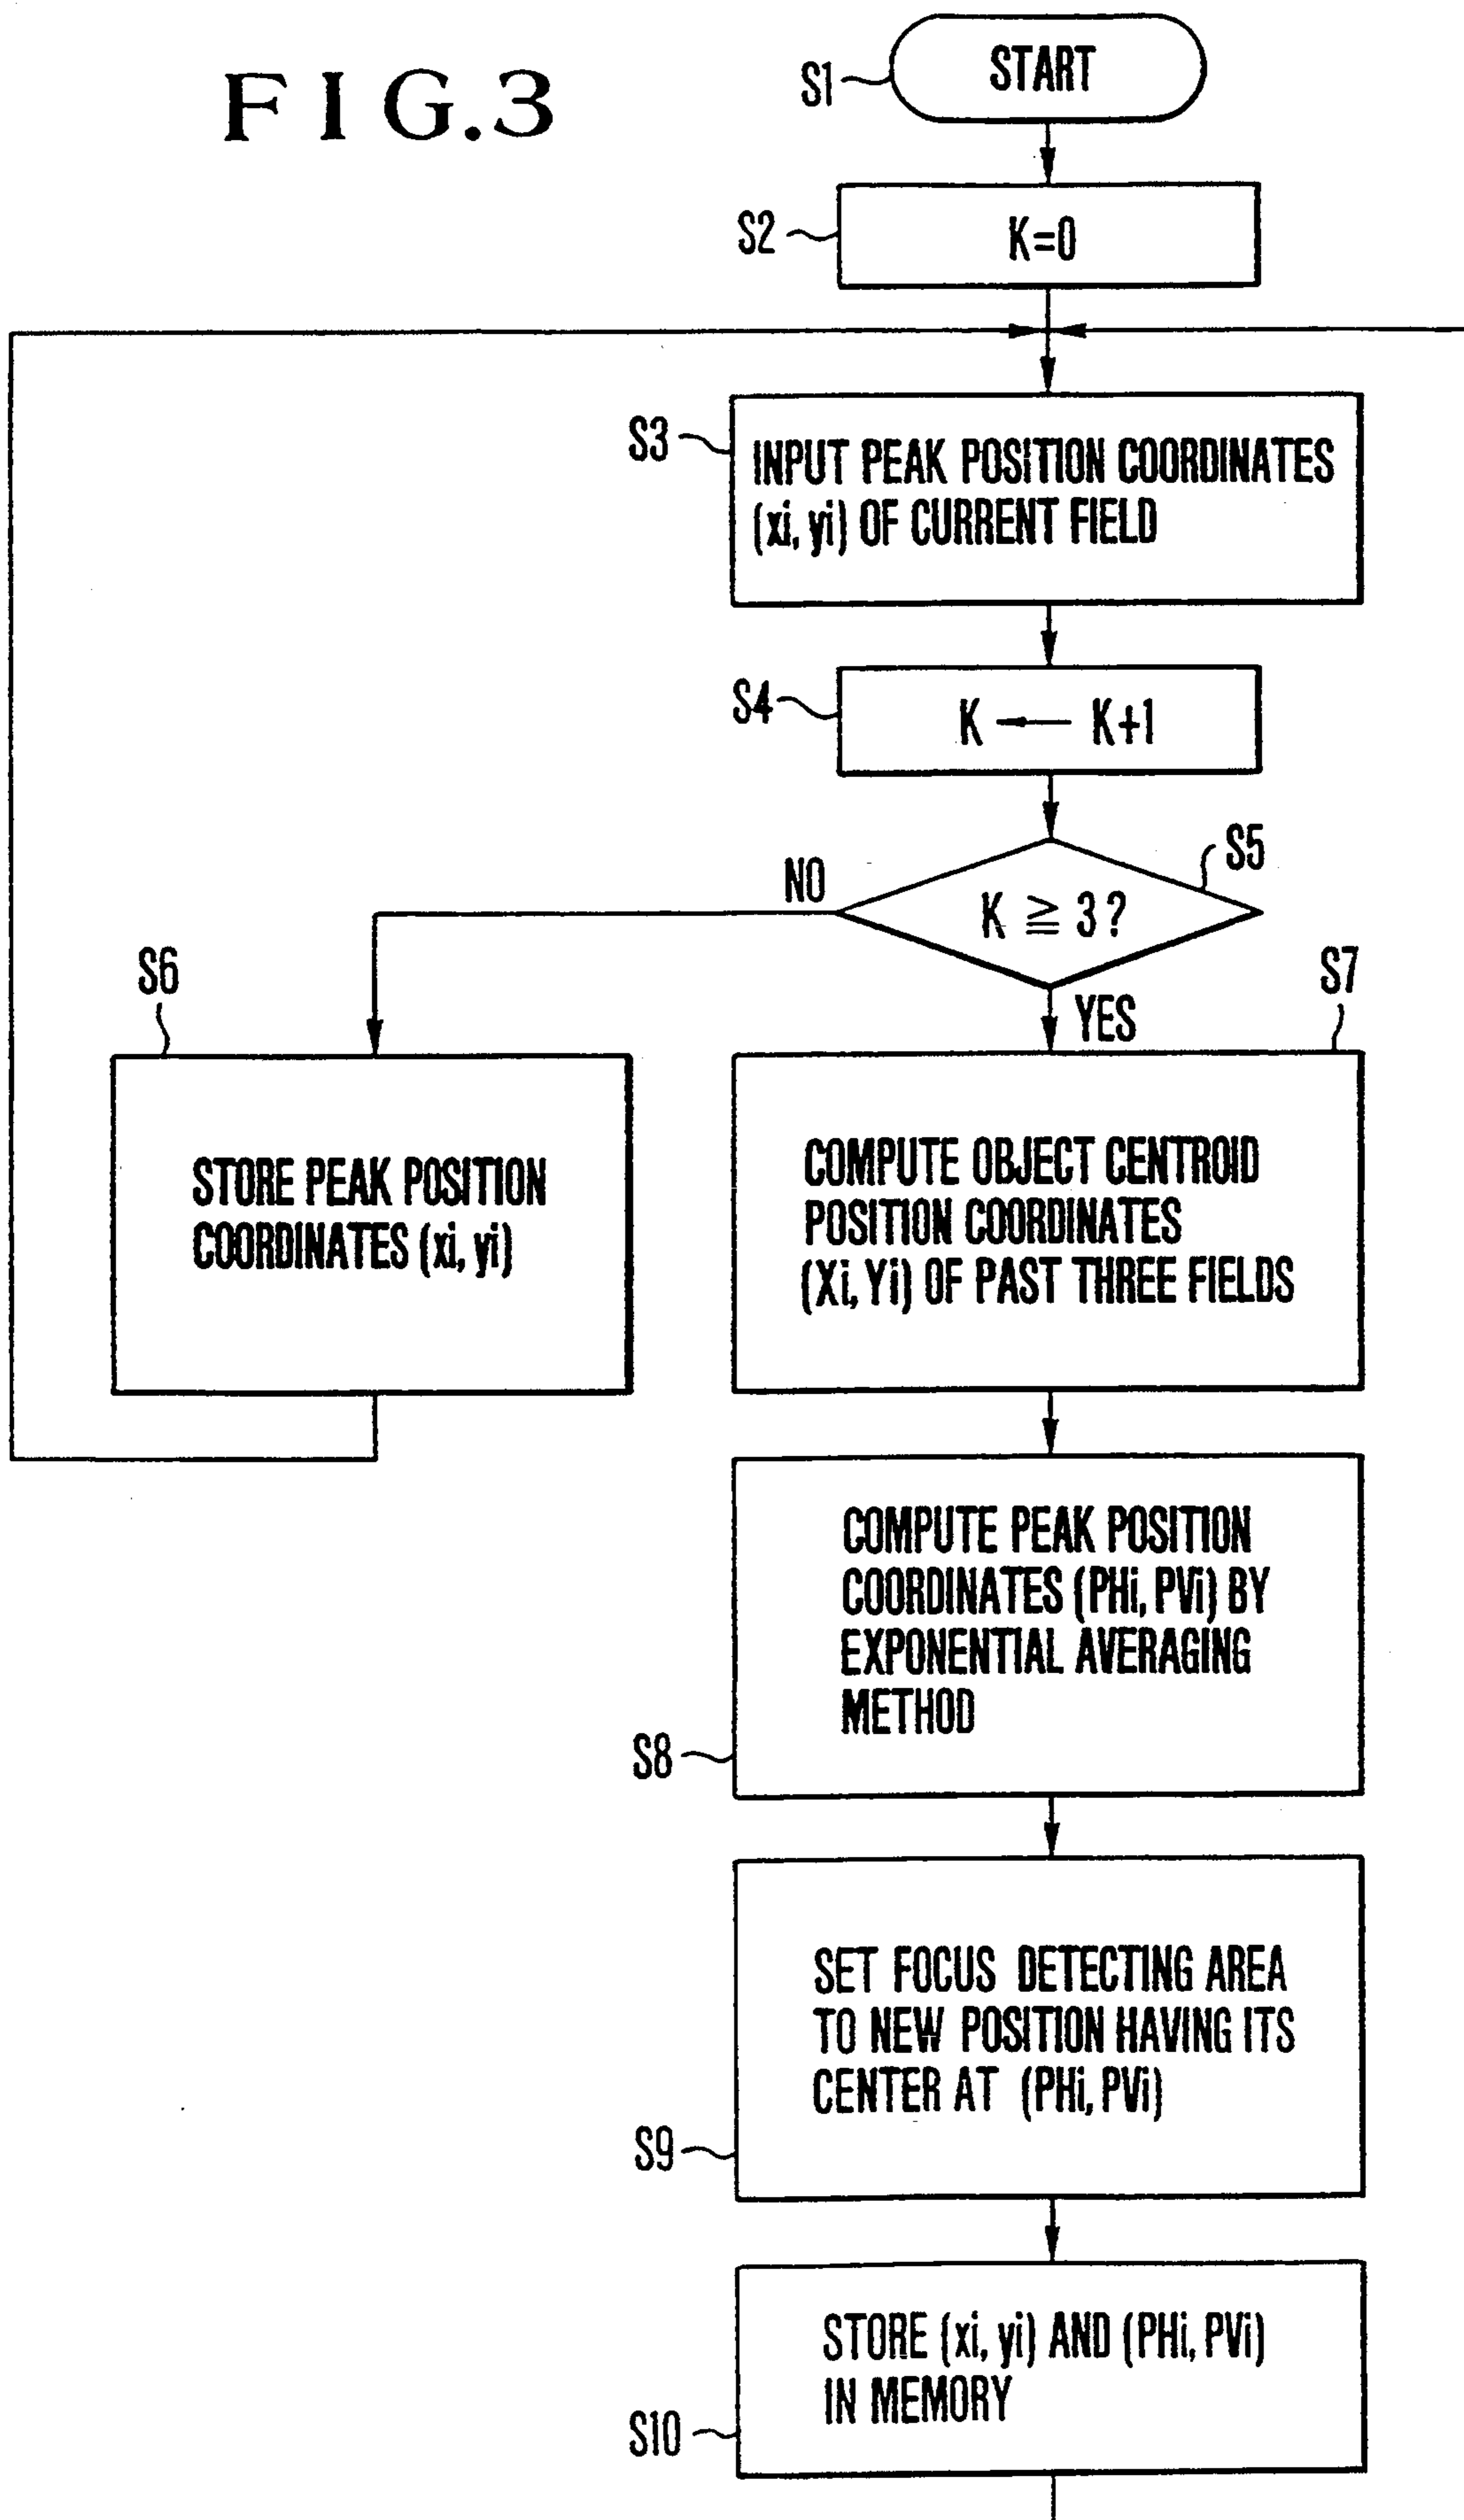 FIG.3
S1
START
S2
K=0
S3
INPUT PEAK POSITION COORDINATES
(xi, yi) OF CURRENT FIELD
S4
K ← K+1
S5
NO
K ≧ 3?
YES
S6
STORE PEAK POSITION
COORDINATES (xi, yi)
S7
COMPUTE OBJECT CENTROID
POSITION COORDINATES
(Xi, Yi) OF PAST THREE FIELDS
COMPUTE PEAK POSITION
COORDINATES (PHi, PVi) BY
EXPONENTIAL AVERAGING
METHOD
S8
SET FOCUS DETECTING AREA
TO NEW POSITION HAVING ITS
CENTER AT (PHi, PVi)
S9
STORE (xi, yi) AND (PHi, PVi)
IN MEMORY
S10